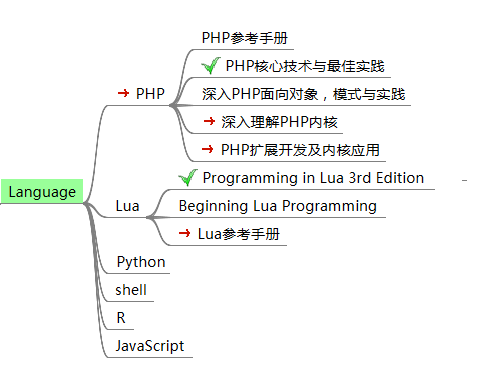 PHP参考手册
PHP核心技术与最佳实践
PHP
深入PHP面向对象，模式与实践
深入理解PHP内核
PHP扩展开发及内核应用
Language
Programming in Lua 3rd Edition
Lua
Beginning Lua Programming
Lua参考手册
Python
shell
R
JavaScript